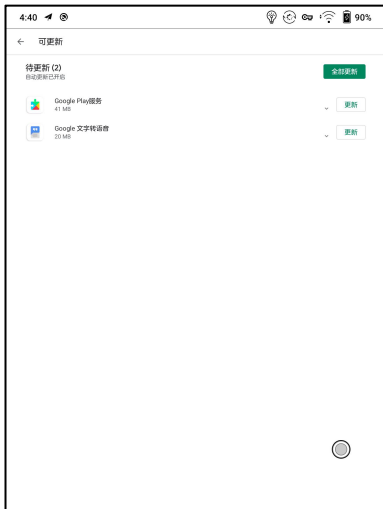 4:40
90%
可更新
待更新 (2)
自动更新已开启
全部更新
Google Play服务
41 MB
更新
Google 文字转语音
20 MB
更新